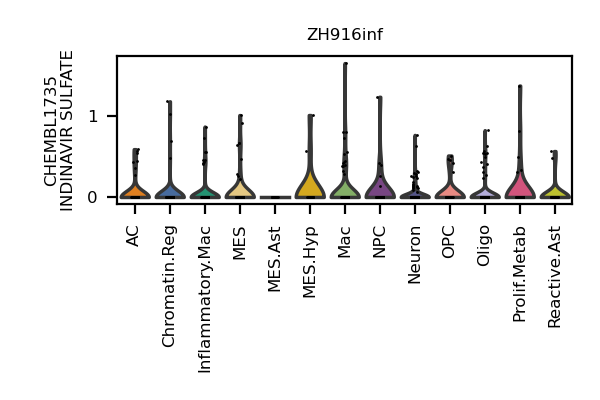 ZH916inf
CHEMBL1735
INDINAVIR SULFATE
1
0
AC
Chromatin.Reg
Inflammatory.Mac
MES
MES.Ast
MES.Hyp
Mac
NPC
Neuron
OPC
Oligo
Prolif.Metab
Reactive.Ast